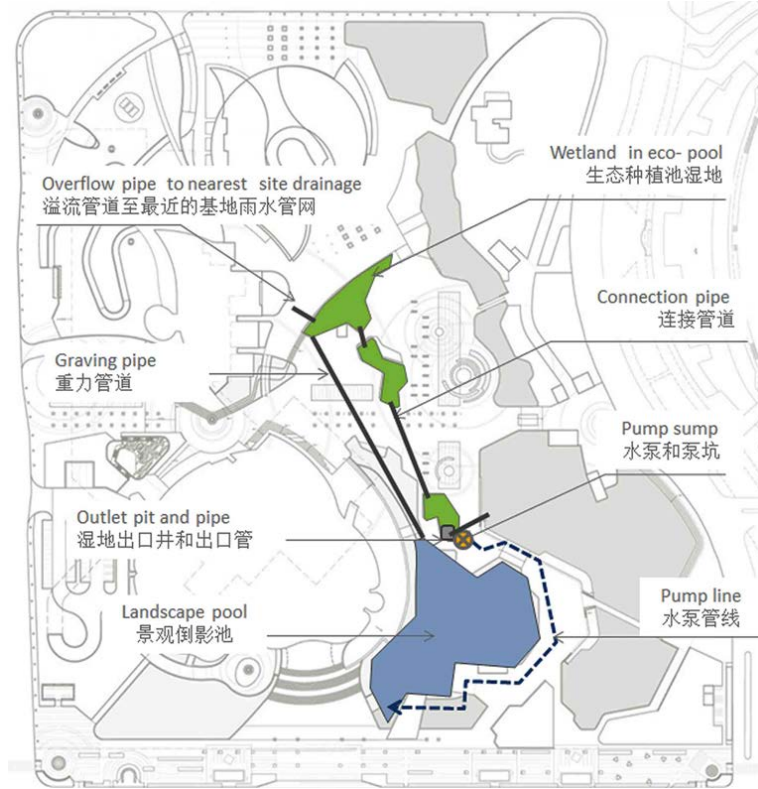 Wetland in eco- pool
生态种植池湿地
Overflow pipe to nearest site drainage
溢流管道至最近的基地雨水管网
Connection pipe
连接管道
Graving pipe
重力管道
Pump sump
水泵和泵坑
Outlet pit and pipe
湿地出口井和出口管
Landscape pool
景观倒影池
Pump line
水泵管线